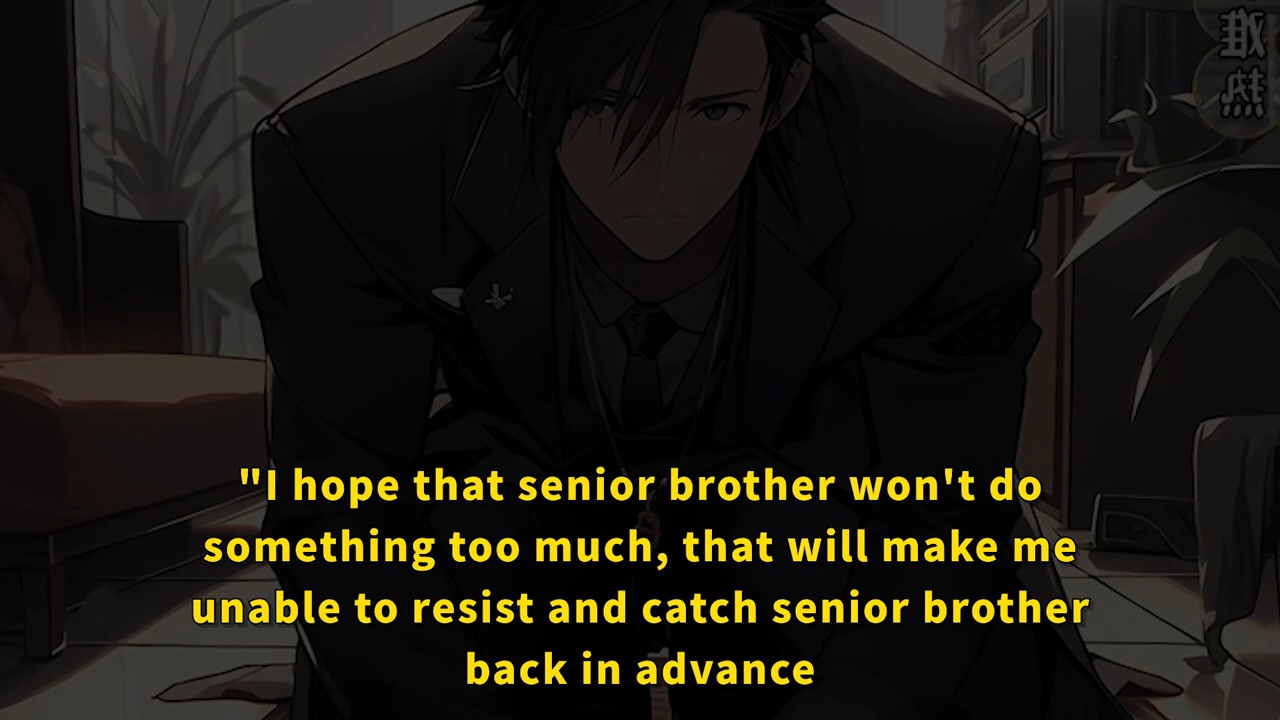 "I hope that senior brother won't do
something too much, that will make me
unable to resist and catch senior brother
back in advance